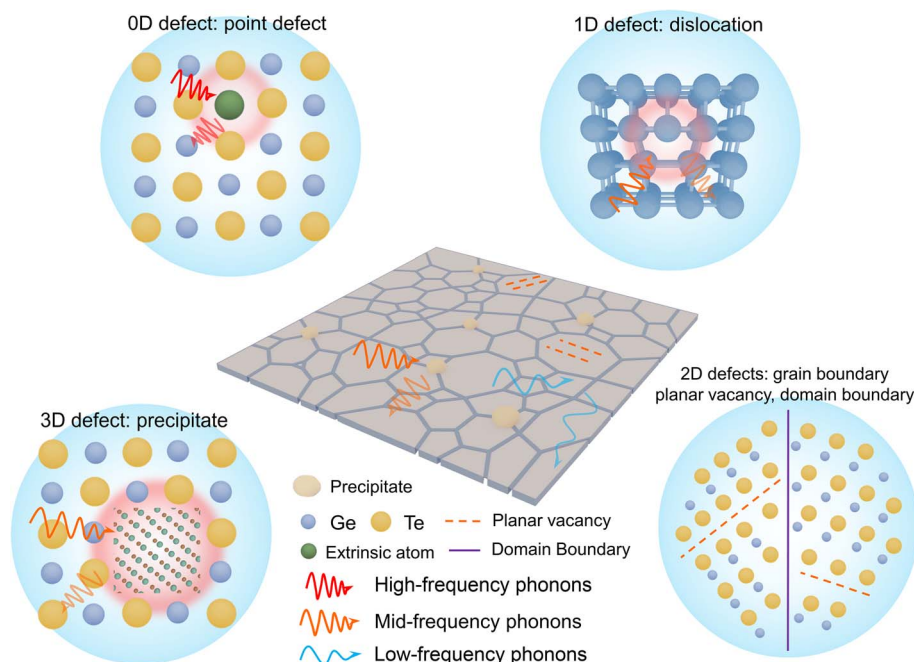 0D defect: point defect
1D defect: dislocation
2D defects: grain boundary
planar vacancy, domain boundary
3D defect: precipitate
Precipitate
Ge Te Planar vacancy
Extrinsic atom Domain Boundary
High-frequency phonons
Mid-frequency phonons
Low-frequency phonons